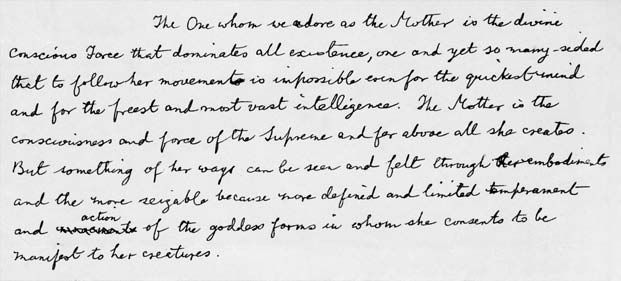 The One whom we adore as the Mother is the divine
Conscious Force that dominates all existence, one and yet so many-sided
that to follow her movement is impossible even for the quickest mind
and for the freest and most vast intelligence. The Mother is the
consciousness and force of the Supreme and far above all she creates.
But something of her ways can be seen and felt through her embodiments
and the more seizable because more defined and limited temperament
and action of the goddess forms in whom she consents to be
manifest to her creatures.